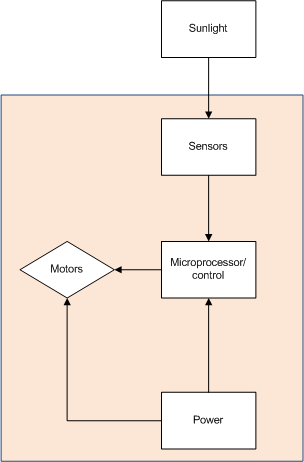 Sunlight
Sensors
Motors
Microprocessor/
control
Power